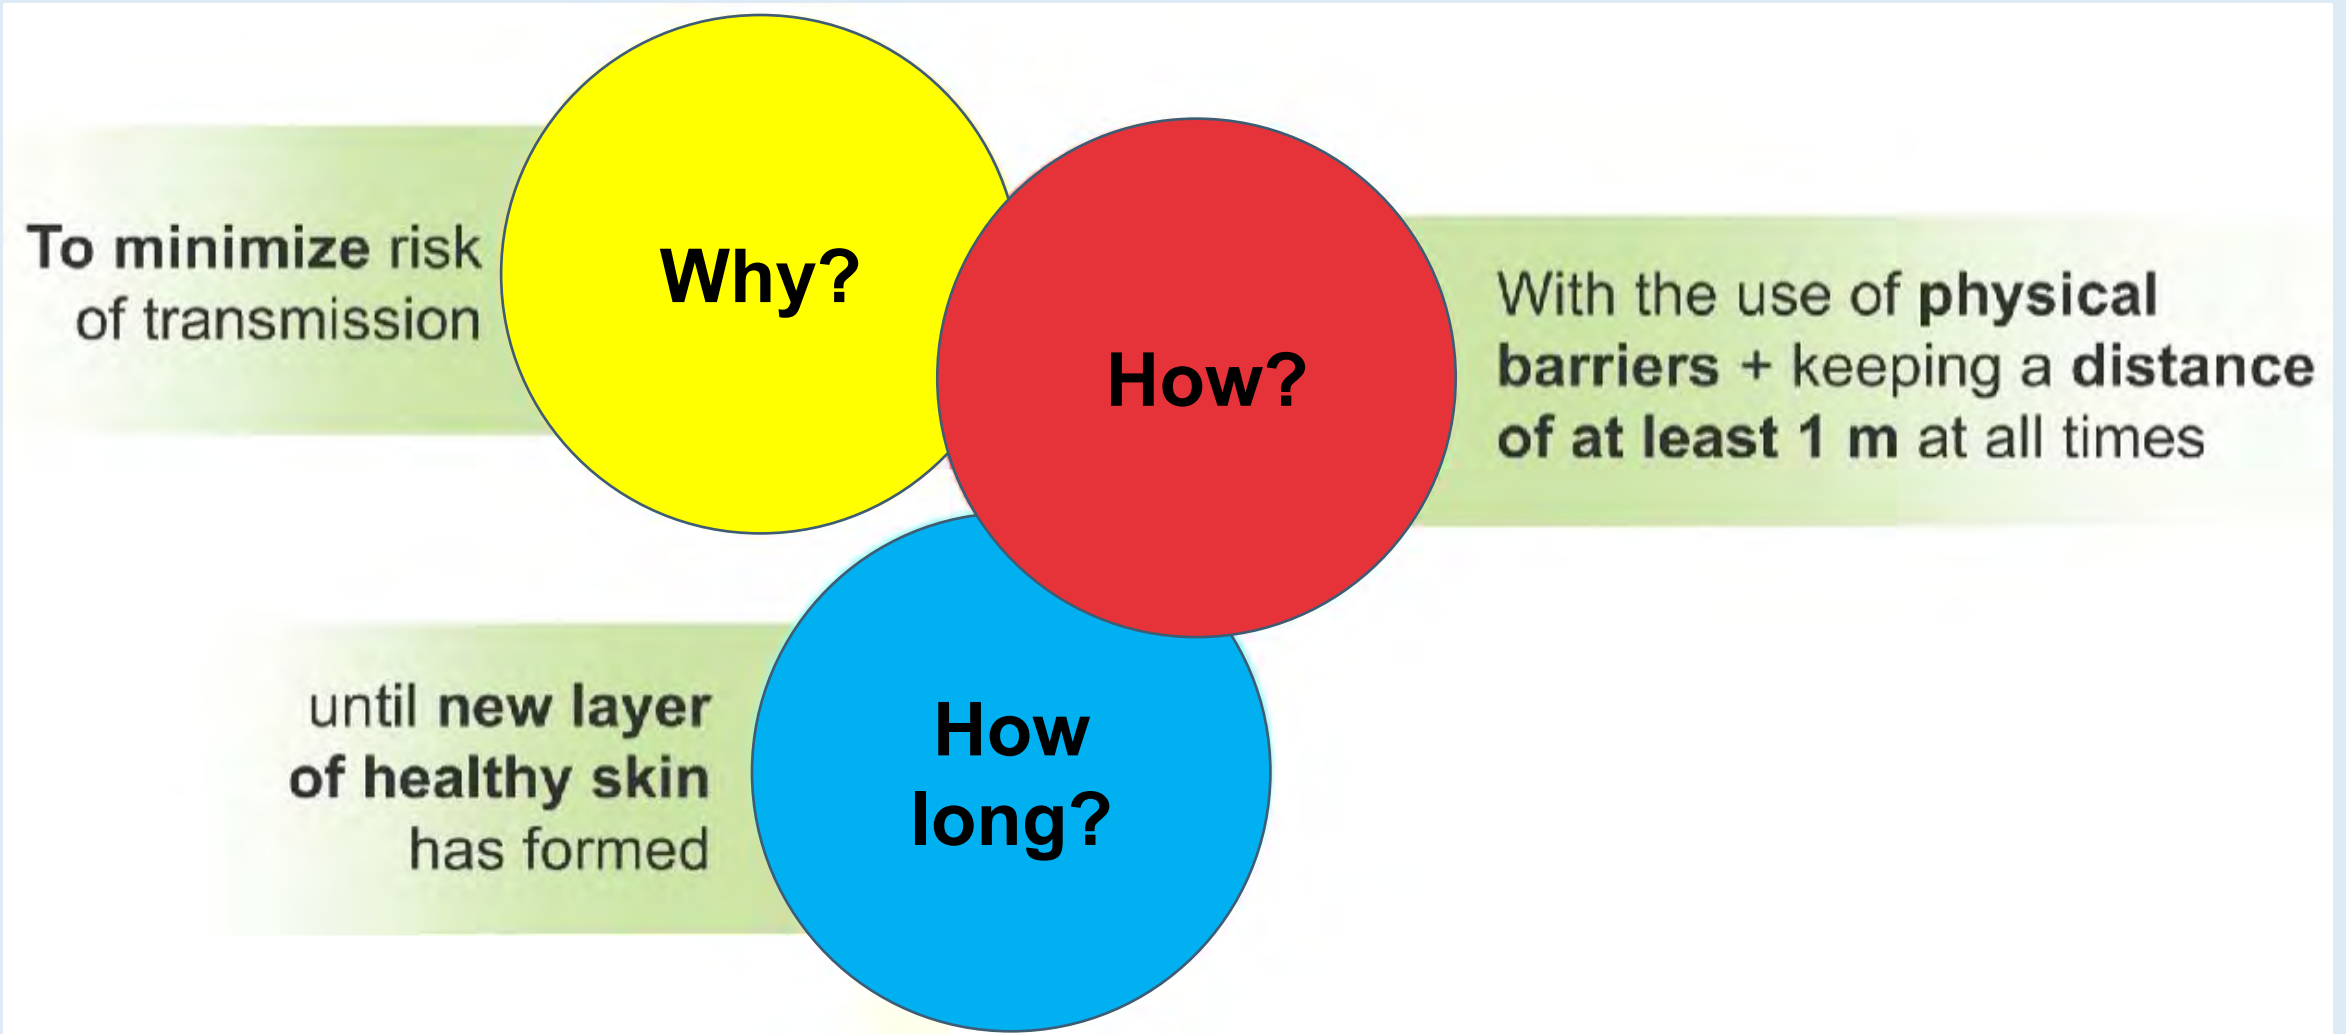 Why?
To minimize risk
of transmission
How?
With the use of physical
barriers + keeping a distance
of at least 1 m at all times
How
long?
until new layer
of healthy skin
has formed